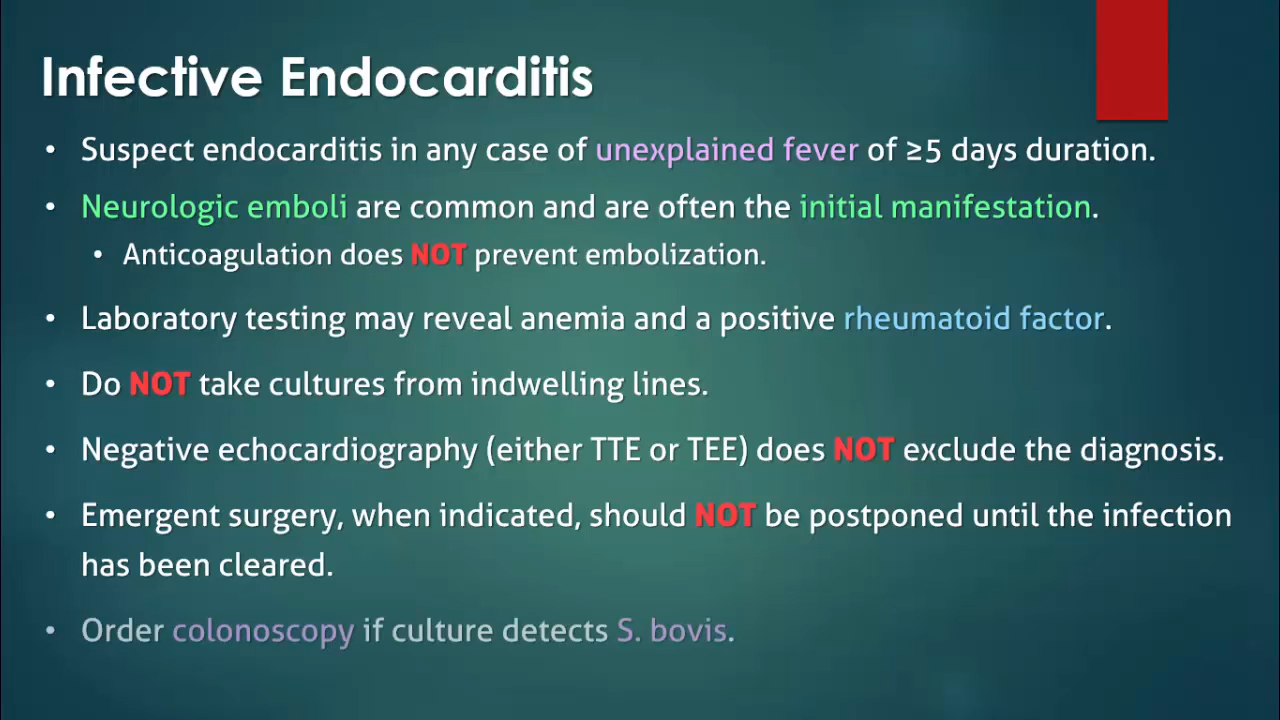 Infective Endocarditis
• Suspect endocarditis in any case of unexplained fever of ≥5 days duration.
• Neurologic emboli are common and are often the initial manifestation.
• Anticoagulation does NOT prevent embolization.
• Laboratory testing may reveal anemia and a positive rheumatoid factor.
• Do NOT take cultures from indwelling lines.
• Negative echocardiography (either TTE or TEE) does NOT exclude the diagnosis.
• Emergent surgery, when indicated, should NOT be postponed until the infection
has been cleared.
• Order colonoscopy if culture detects S. bovis.